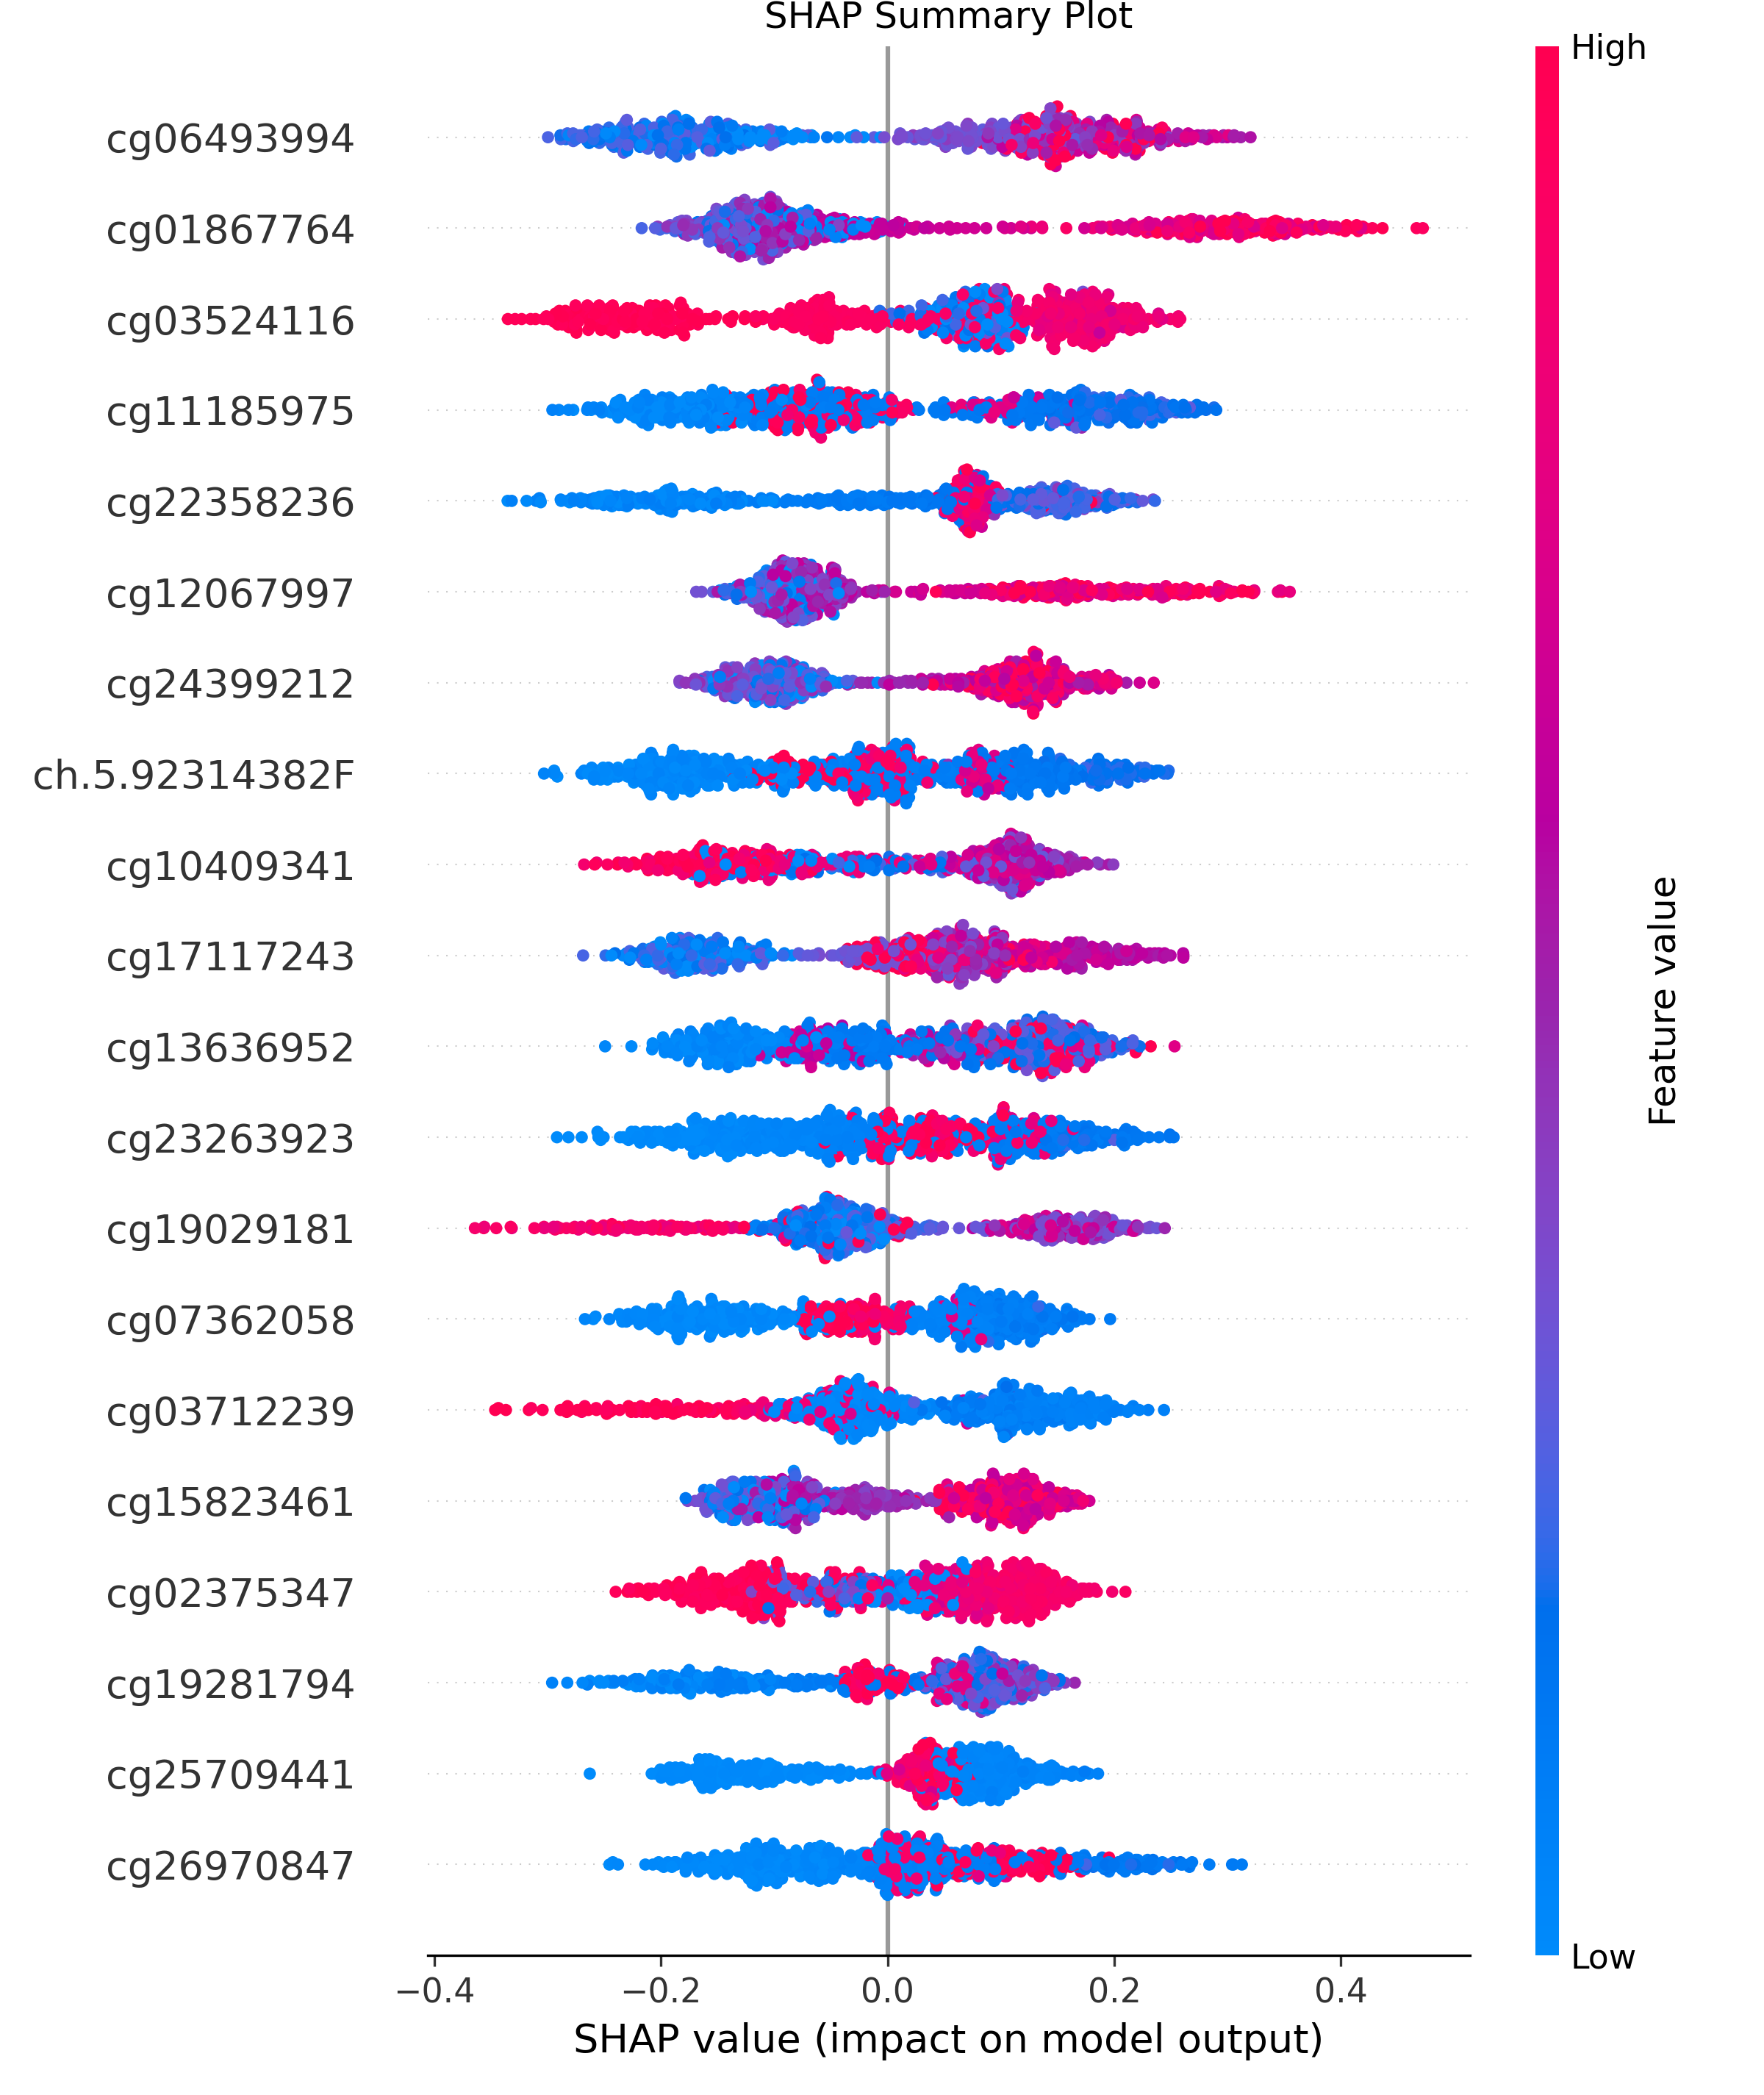 SHAP Summary Plot
High
cg06493994
cg01867764
cg03524116
cg11185975
cg22358236
cg12067997
cg24399212
ch.5.92314382F
cg10409341
cg17117243
cg13636952
cg23263923
cg19029181
cg07362058
cg03712239
cg15823461
cg02375347
cg19281794
cg25709441
cg26970847
Feature value
Low
−0.4 −0.2 0.0 0.2 0.4
SHAP value (impact on model output)